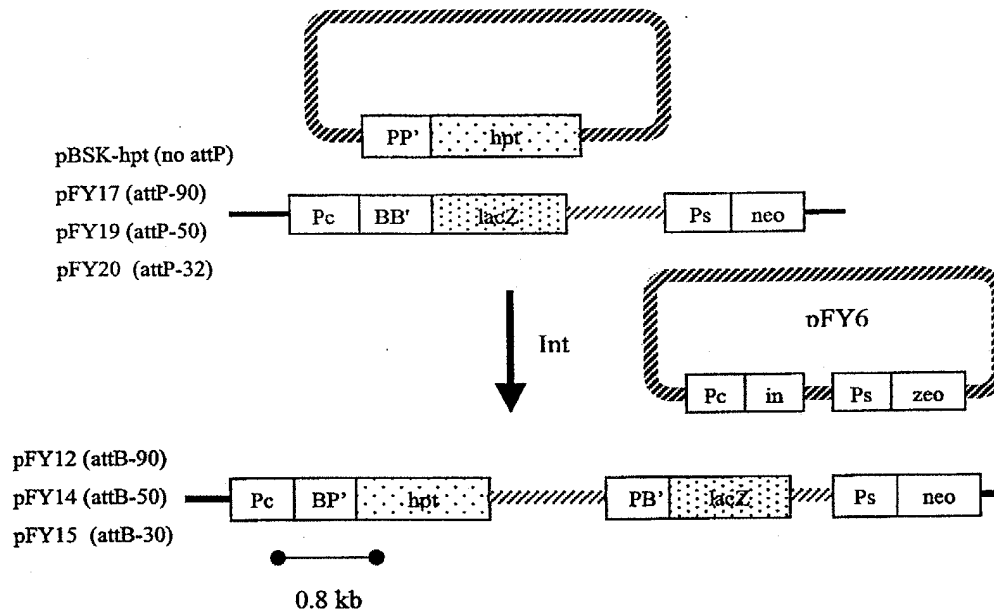 PP' hpt
pBSK-hpt (no attP)
pFY17 (attP-90)
pFY19 (attP-50)
pFY20 (attP-32)
Pc BB' lacZ Ps neo
Int
pFY6
Pc in Ps zeo
pFY12 (attB-90)
pFY14 (attB-50)
pFY15 (attB-30)
Pc BP' hpt PB' lacZ Ps neo
0.8 kb